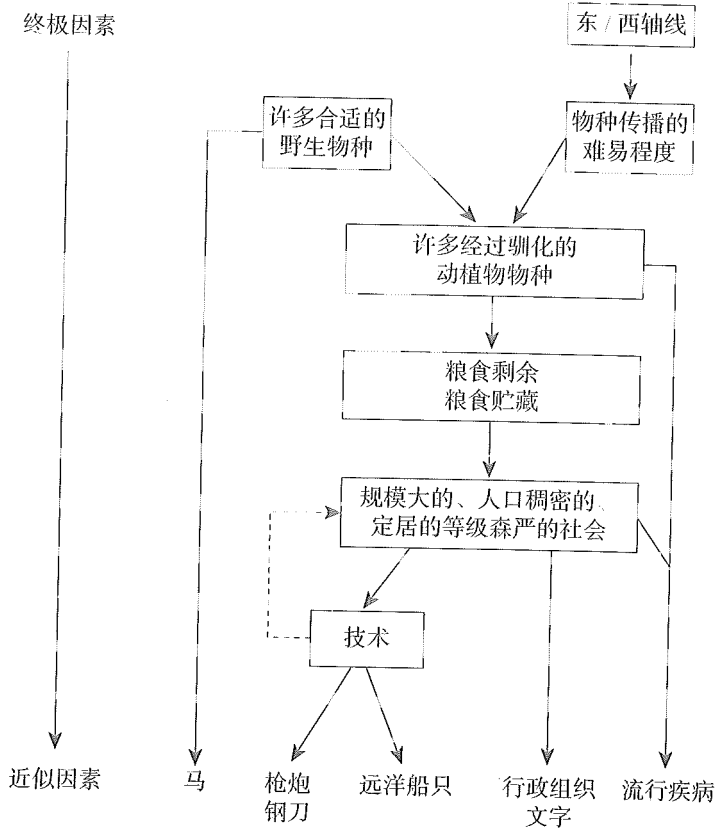 终极因素
东/西轴线
许多合适的
野生物种
物种传播的
难易程度
许多经过驯化的
动植物物种
粮食剩余
粮食贮藏
规模大的、人口稠密的、
定居的等级森严的社会
技术
近似因素
马
枪炮
钢刀
远洋船只
行政组织
文字
流行疾病